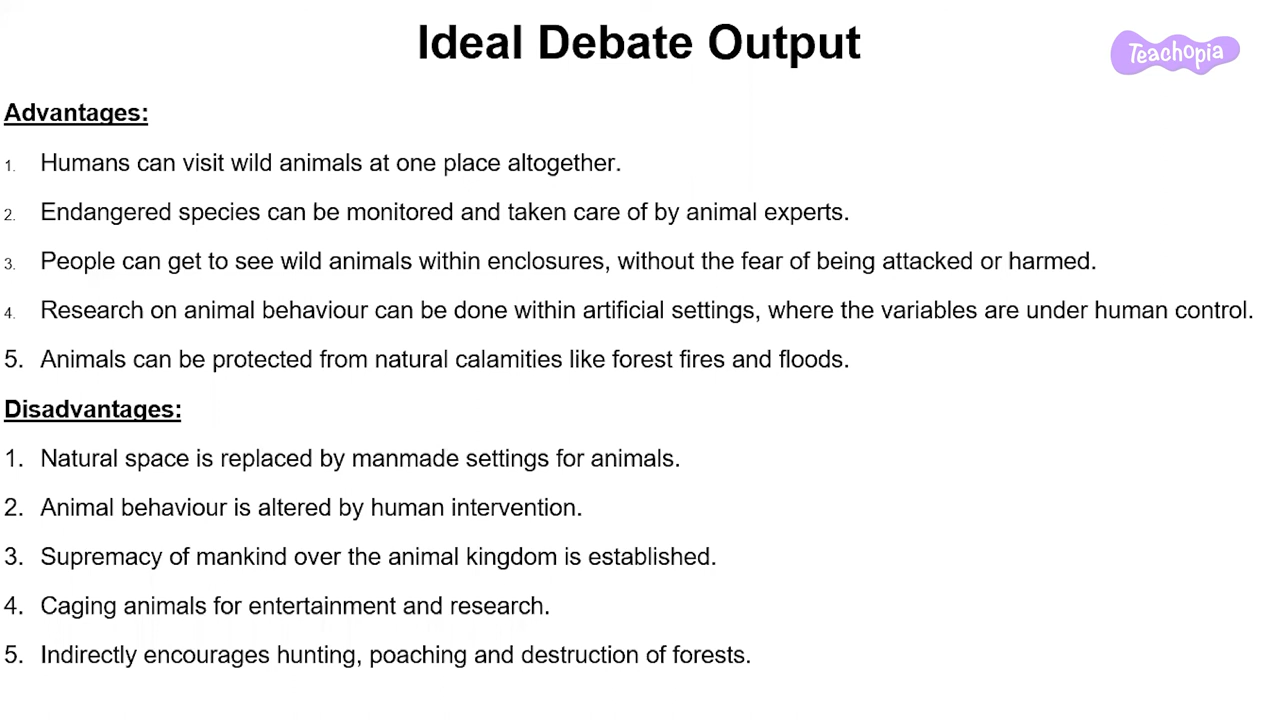 Ideal Debate Output
Teachopia
Advantages:
1. Humans can visit wild animals at one place altogether.
2. Endangered species can be monitored and taken care of by animal experts.
3. People can get to see wild animals within enclosures, without the fear of being attacked or harmed.
4. Research on animal behaviour can be done within artificial settings, where the variables are under human control.
5. Animals can be protected from natural calamities like forest fires and floods.
Disadvantages:
1. Natural space is replaced by manmade settings for animals.
2. Animal behaviour is altered by human intervention.
3. Supremacy of mankind over the animal kingdom is established.
4. Caging animals for entertainment and research.
5. Indirectly encourages hunting, poaching and destruction of forests.